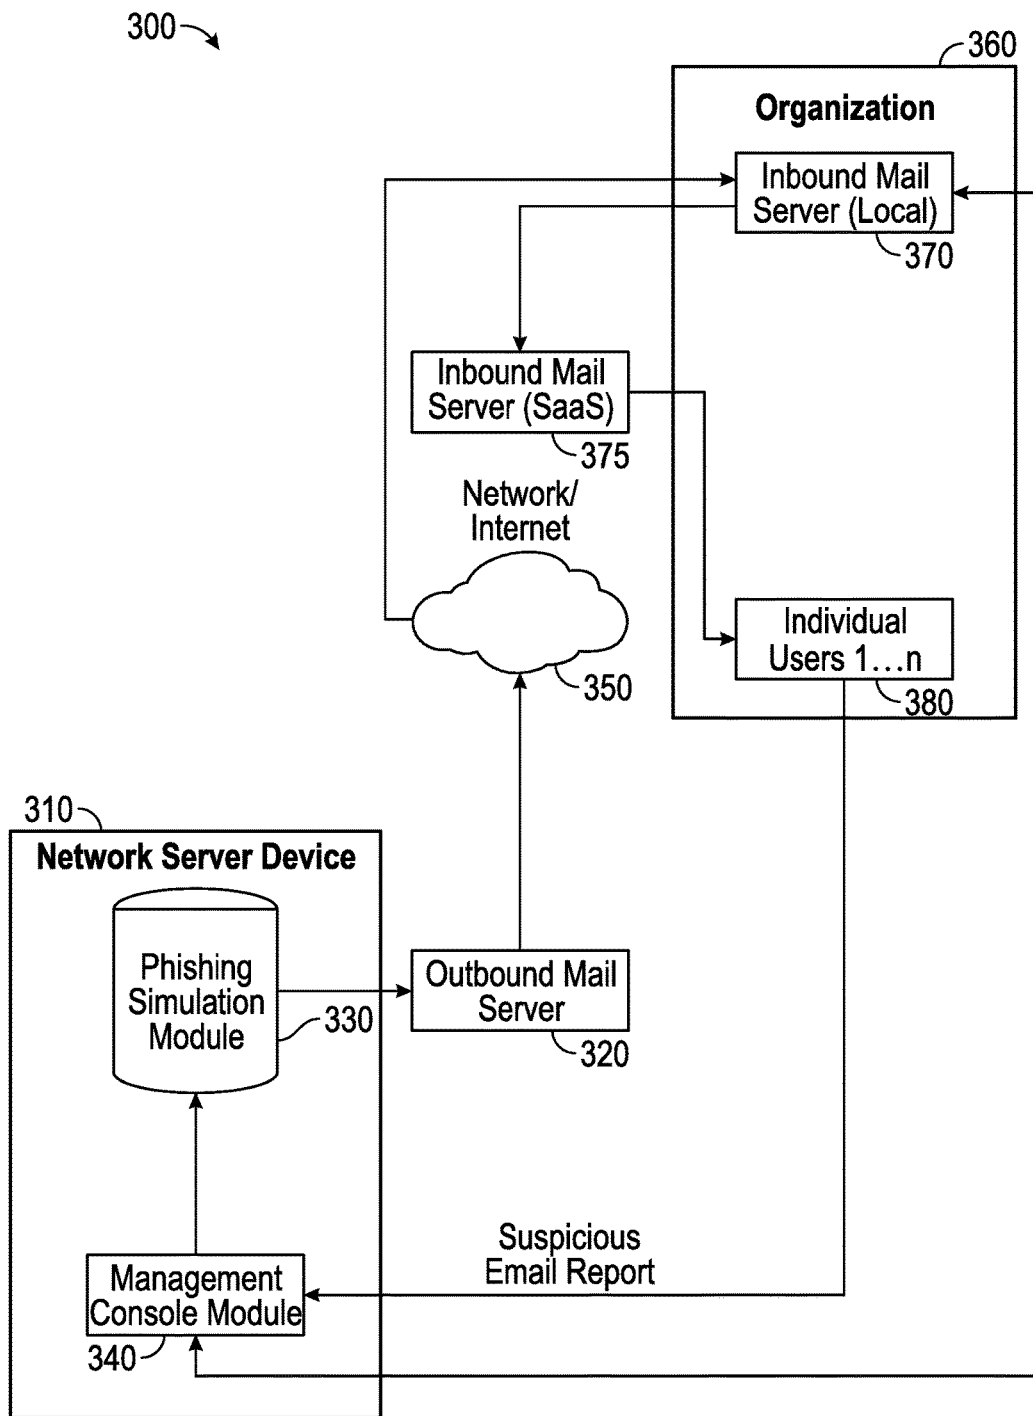 300
360
Organization
Inbound Mail
Server (Local)
370
Inbound Mail
Server (SaaS)
375
Network/
Internet
350
Individual
Users 1...n
380
310
Network Server Device
Phishing
Simulation
Module
330
Outbound Mail
Server
320
Suspicious
Email Report
Management
Console Module
340